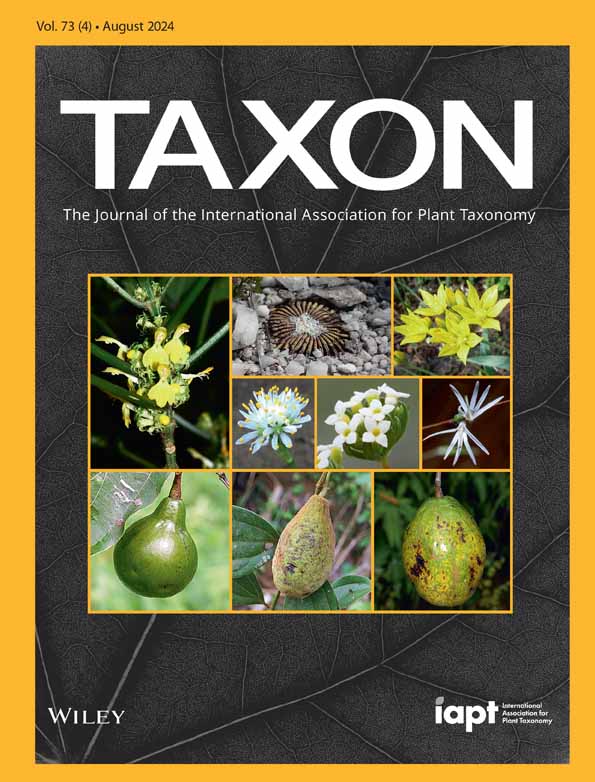 Vol. 73 (4) • August 2024
TAXON
The Journal of the International Association for Plant Taxonomy
WILEY
iapt
International
Association for
Plant Taxonomy